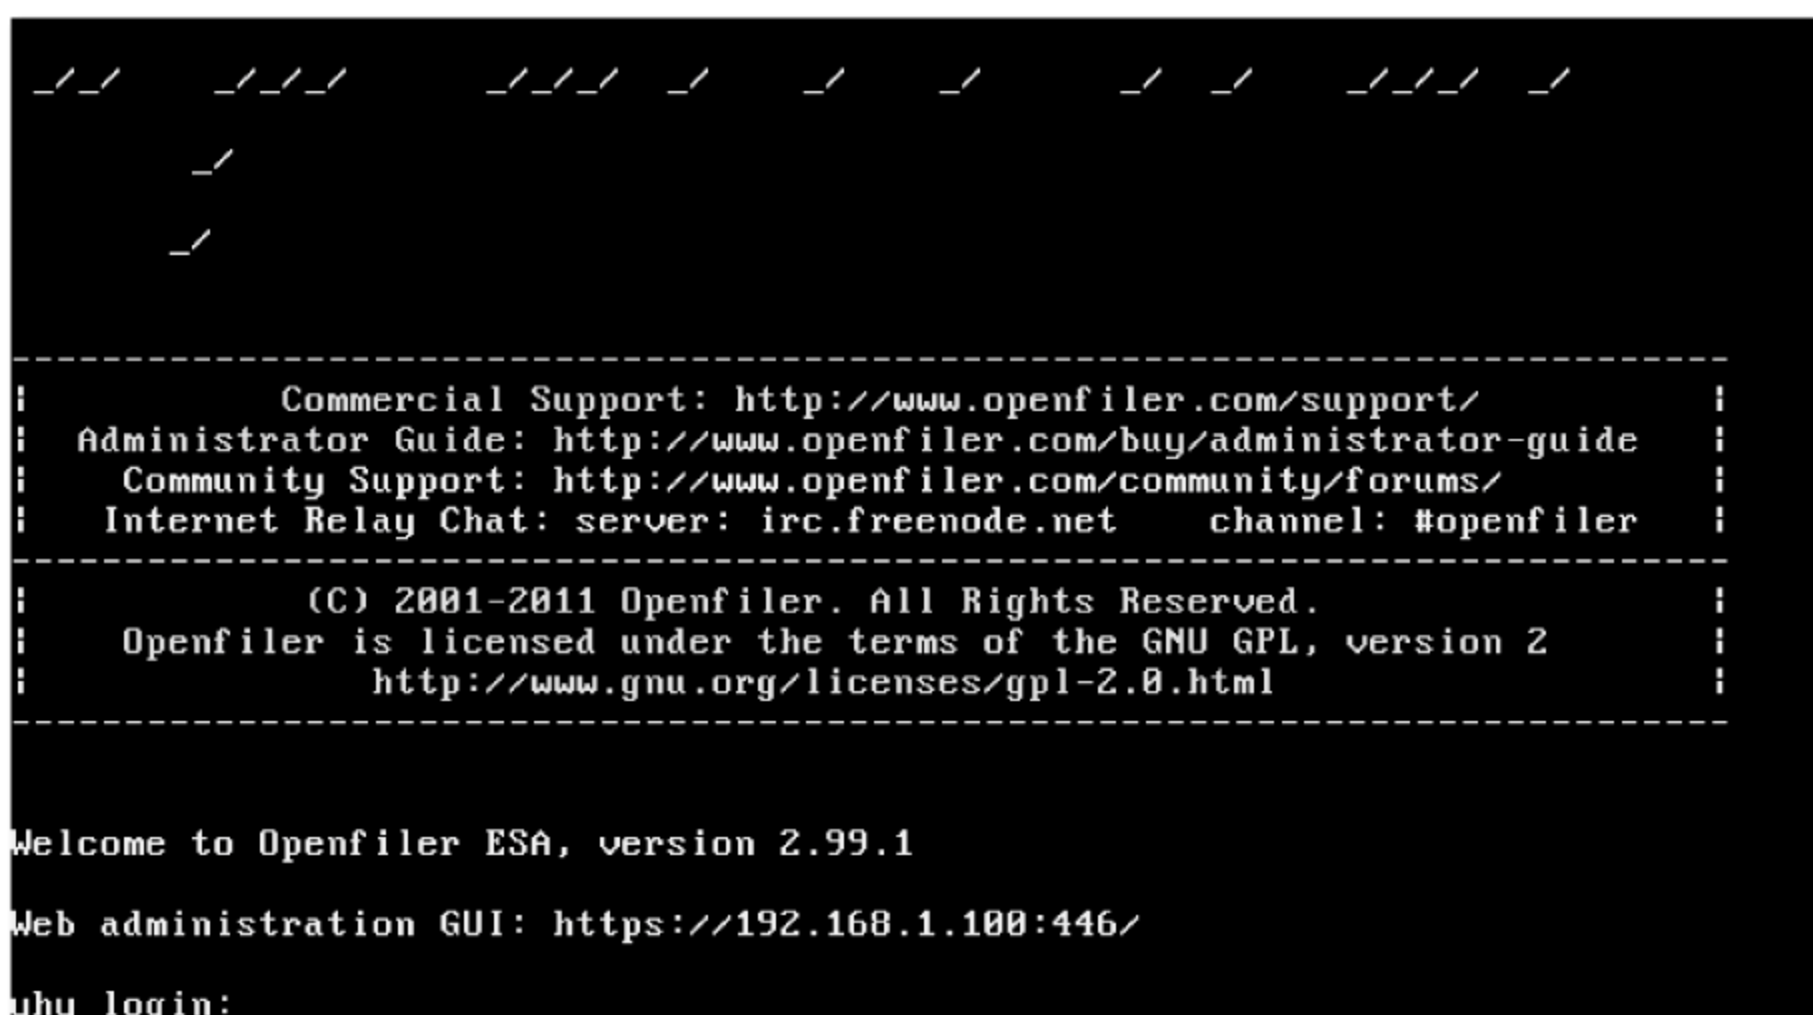 Commercial Support: http://www.openfiler.com/support/
Administrator Guide: http://www.openfiler.com/buy/administrator-guide
Community Support: http://www.openfiler.com/community/forums/
Internet Relay Chat: server: irc.freenode.net channel: #openfiler
(C) 2001-2011 Openfiler. All Rights Reserved.
Openfiler is licensed under the terms of the GNU GPL, version 2
http://www.gnu.org/licenses/gpl-2.0.html
Welcome to Openfiler ESA, version 2.99.1
Web administration GUI: https://192.168.1.100:446/
login: